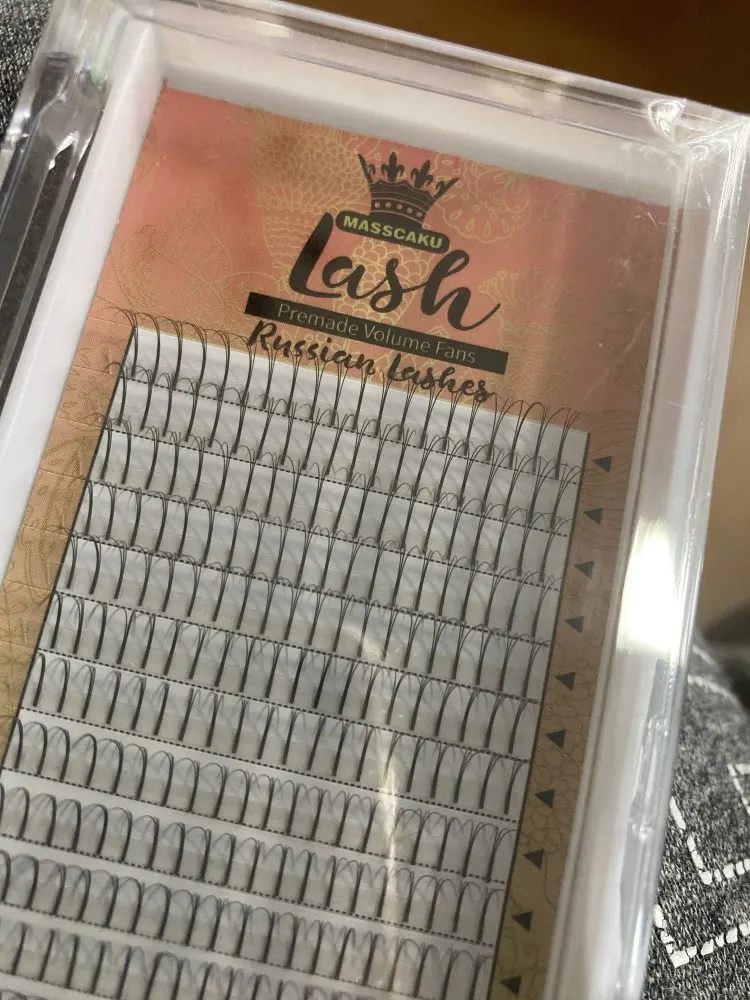 MASSCAKU
Lash
Premade Volume Fans
Russian Lashes